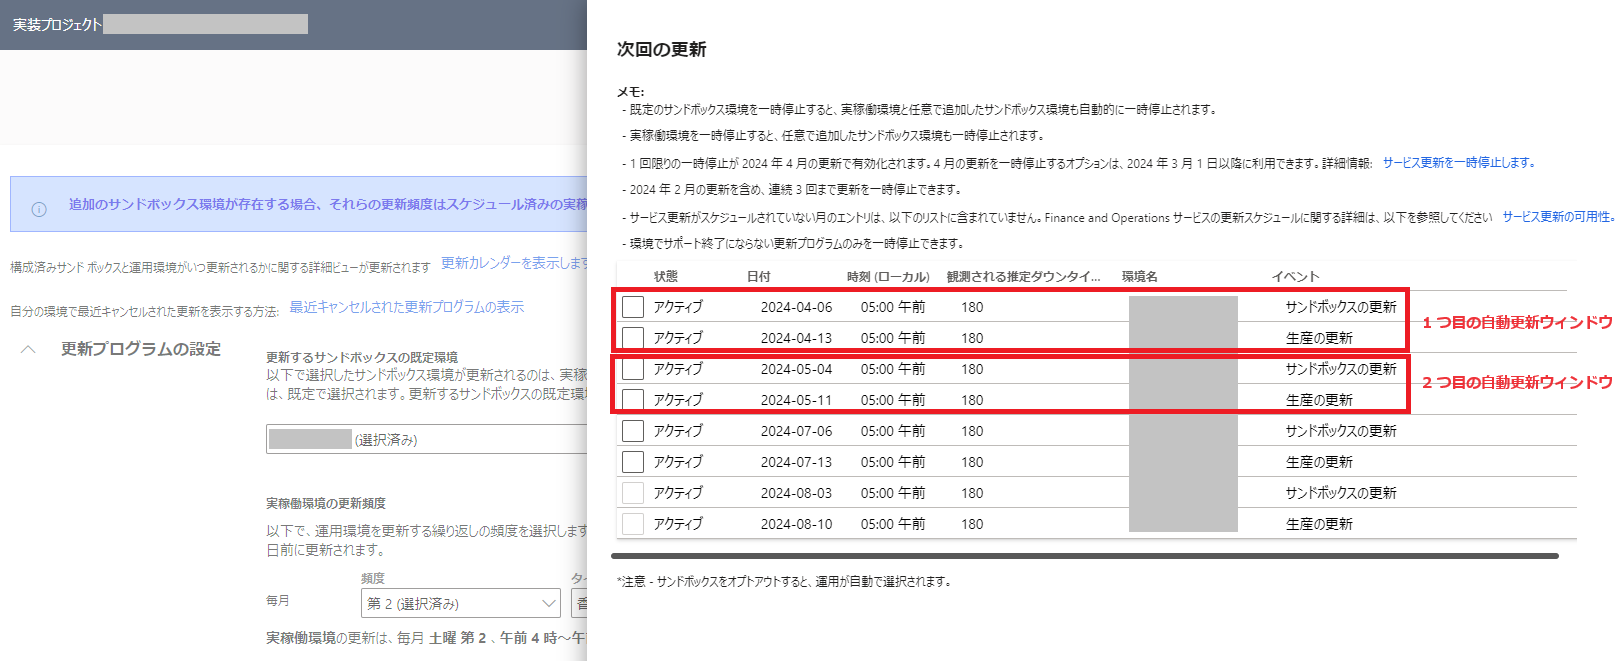 実装プロジェクト
追加のサンドボックス環境が存在する場合、それらの更新頻度はスケジュール済みの実稼
構成済みサンド ボックスと運用環境がいつ更新されるかに関する詳細ビューが更新されます 更新カレンダーを表示します
自分の環境で最近キャンセルされた更新を表示する方法: 最近キャンセルされた更新プログラムの表示
更新プログラムの設定
更新するサンドボックスの既定環境
以下で選択したサンドボックス環境が更新されるのは、実稼
は、既定で選択されます。更新するサンドボックスの既定環境
(選択済み)
実稼働環境の更新頻度
以下で、運用環境を更新する繰り返しの頻度を選択します
日前に更新されます。
頻度
毎月
第 2 (選択済み)
実稼働環境の更新は、毎月 土曜 第 2 、午前 4 時～午
次回の更新
メモ:
- 既定のサンドボックス環境を一時停止すると、実稼働環境と任意で追加したサンドボックス環境も自動的に一時停止されます。
- 実稼働環境を一時停止すると、任意で追加したサンドボックス環境も一時停止されます。
- 1 回限りの一時停止が 2024 年 4 月の更新で有効化されます。4 月の更新を一時停止するオプションは、2024 年 3 月 1 日以降に利用できます。詳細情報: サービス更新を一時停止します。
- 2024 年 2 月の更新を含め、連続 3 回まで更新を一時停止できます。
- サービス更新がスケジュールされていない月のエントリは、以下のリストに含まれていません。Finance and Operations サービスの更新スケジュールに関する詳細は、以下を参照してください サービス更新の可用性。
- 環境でサポート終了にならない更新プログラムのみを一時停止できます。
状態 日付 時刻 (ローカル) 観測される推定ダウンタイ... 環境名 イベント
アクティブ 2024-04-06 05:00 午前 180 サンドボックスの更新
アクティブ 2024-04-13 05:00 午前 180 生産の更新
1 つ目の自動更新ウィンドウ
アクティブ 2024-05-04 05:00 午前 180 サンドボックスの更新
アクティブ 2024-05-11 05:00 午前 180 生産の更新
2 つ目の自動更新ウィンドウ
アクティブ 2024-07-06 05:00 午前 180 サンドボックスの更新
アクティブ 2024-07-13 05:00 午前 180 生産の更新
アクティブ 2024-08-03 05:00 午前 180 サンドボックスの更新
アクティブ 2024-08-10 05:00 午前 180 生産の更新
*注意 - サンドボックスをオプトアウトすると、運用が自動で選択されます。